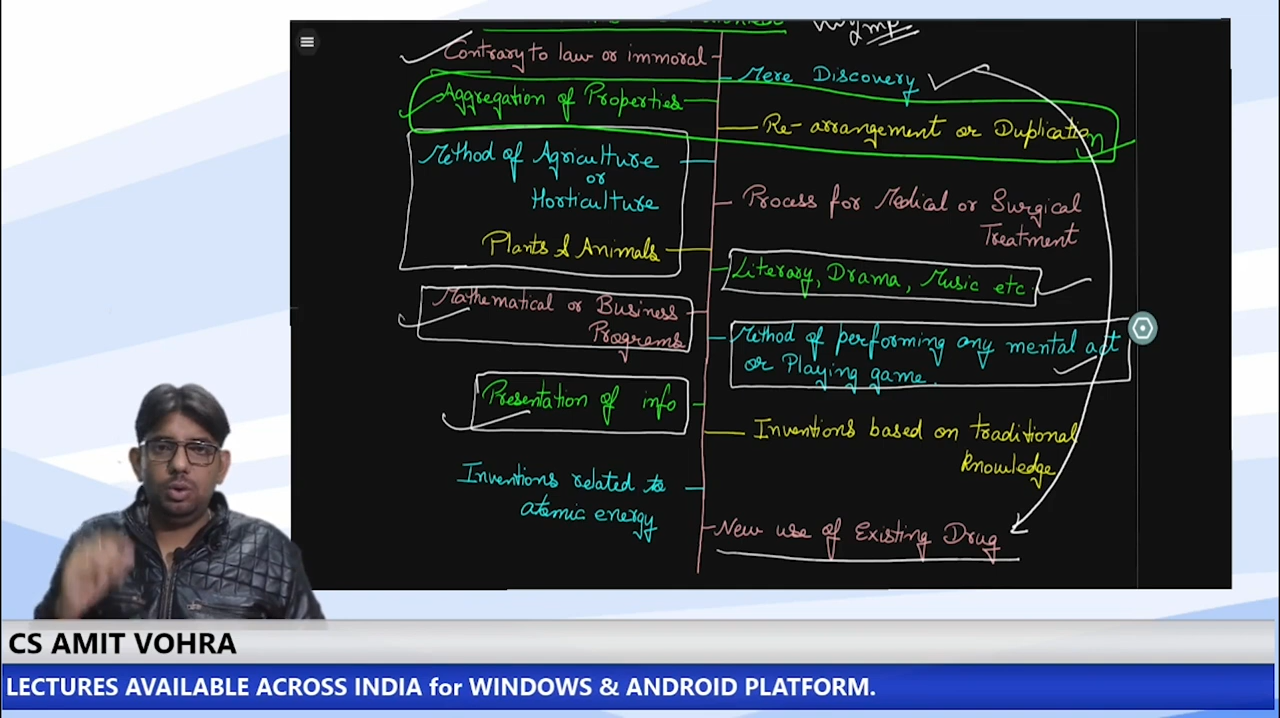 Contrary to law or immoral
Mere Discovery
Aggregation of Properties
Re-arrangement or Duplication
Method of Agriculture
or
Horticulture
Process for Medical or Surgical
Treatment
Plants & Animals
Literary, Drama, Music etc
Mathematical or Business
Programs
Method of performing any mental act
or Playing game.
Presentation of info
Inventions based on traditional
knowledge
Inventions related to
atomic energy
New use of Existing Drug
CS AMIT VOHRA
LECTURES AVAILABLE ACROSS INDIA for WINDOWS & ANDROID PLATFORM.